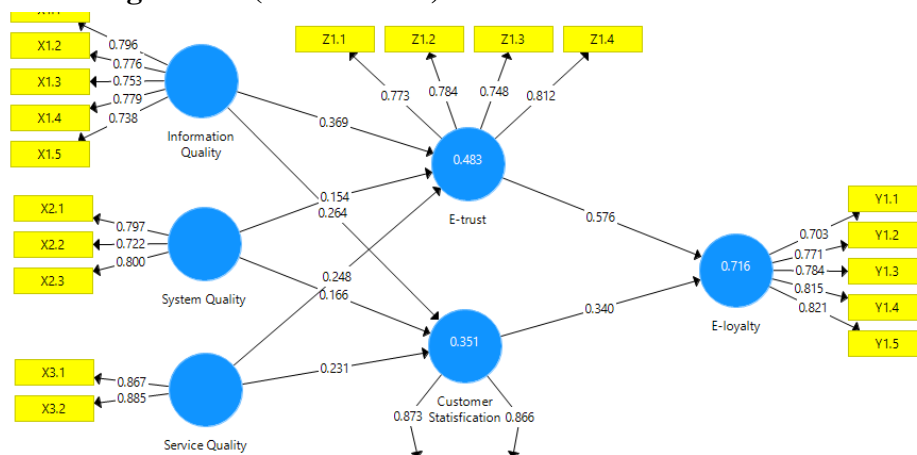 X1.2
X1.3
X1.4
X1.5
0.796
0.776
0.753
0.779
0.738
Information
Quality
Z1.1
Z1.2
Z1.3
Z1.4
0.773
0.784
0.748
0.812
0.369
0.483
E-trust
0.154
0.264
X2.1
X2.2
X2.3
0.797
0.722
0.800
System Quality
0.248
0.166
0.576
0.716
E-loyalty
0.703
0.771
0.784
0.815
0.821
Y1.1
Y1.2
Y1.3
Y1.4
Y1.5
0.340
0.351
Customer
Statisfication
0.231
X3.1
X3.2
0.867
0.885
Service Quality
0.873
0.866